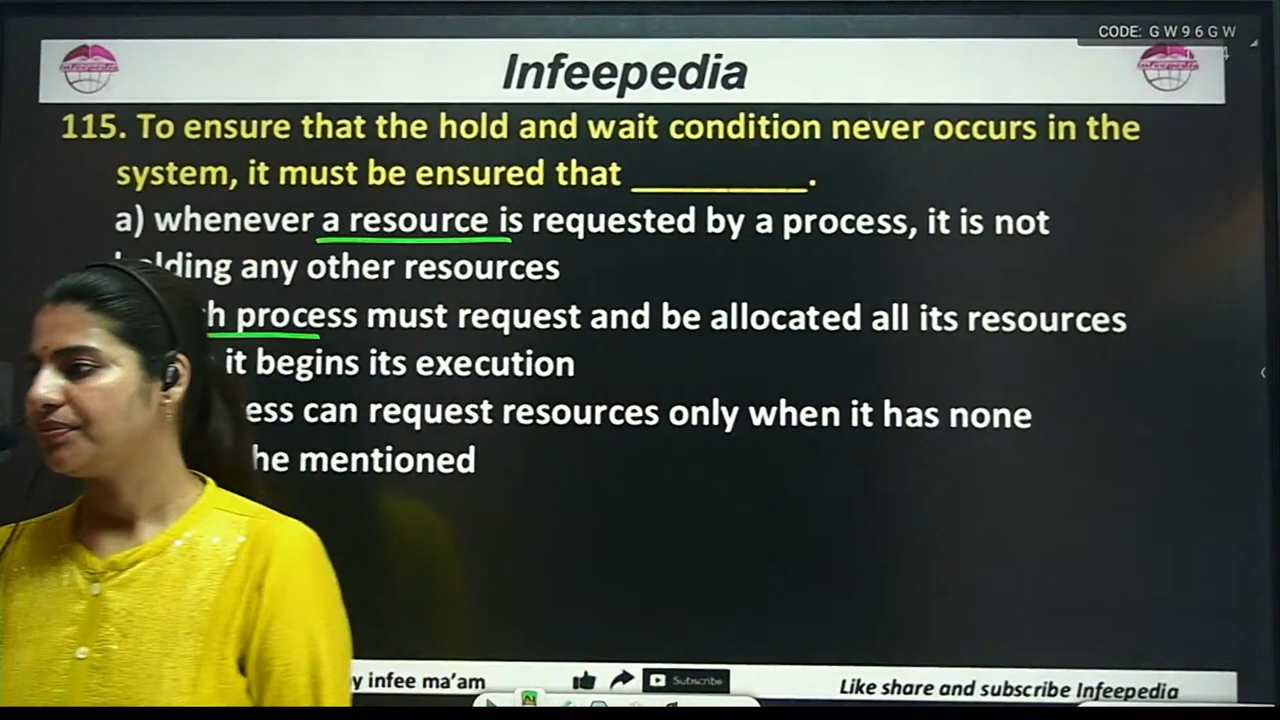 CODE: G W 9 6 G W
Infeepedia
115. To ensure that the hold and wait condition never occurs in the
system, it must be ensured that __________.
a) whenever a resource is requested by a process, it is not
holding any other resources
process must request and be allocated all its resources
it begins its execution
can request resources only when it has none
mentioned
infee ma'am
Subscribe
Like share and subscribe Infeepedia